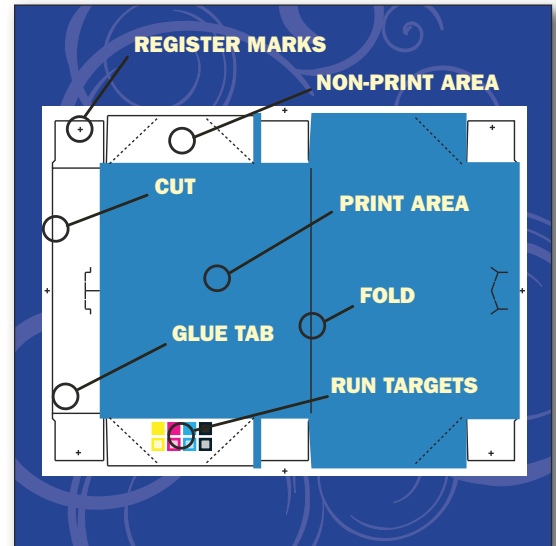 REGISTER MARKS
NON-PRINT AREA
CUT
PRINT AREA
FOLD
GLUE TAB
RUN TARGETS